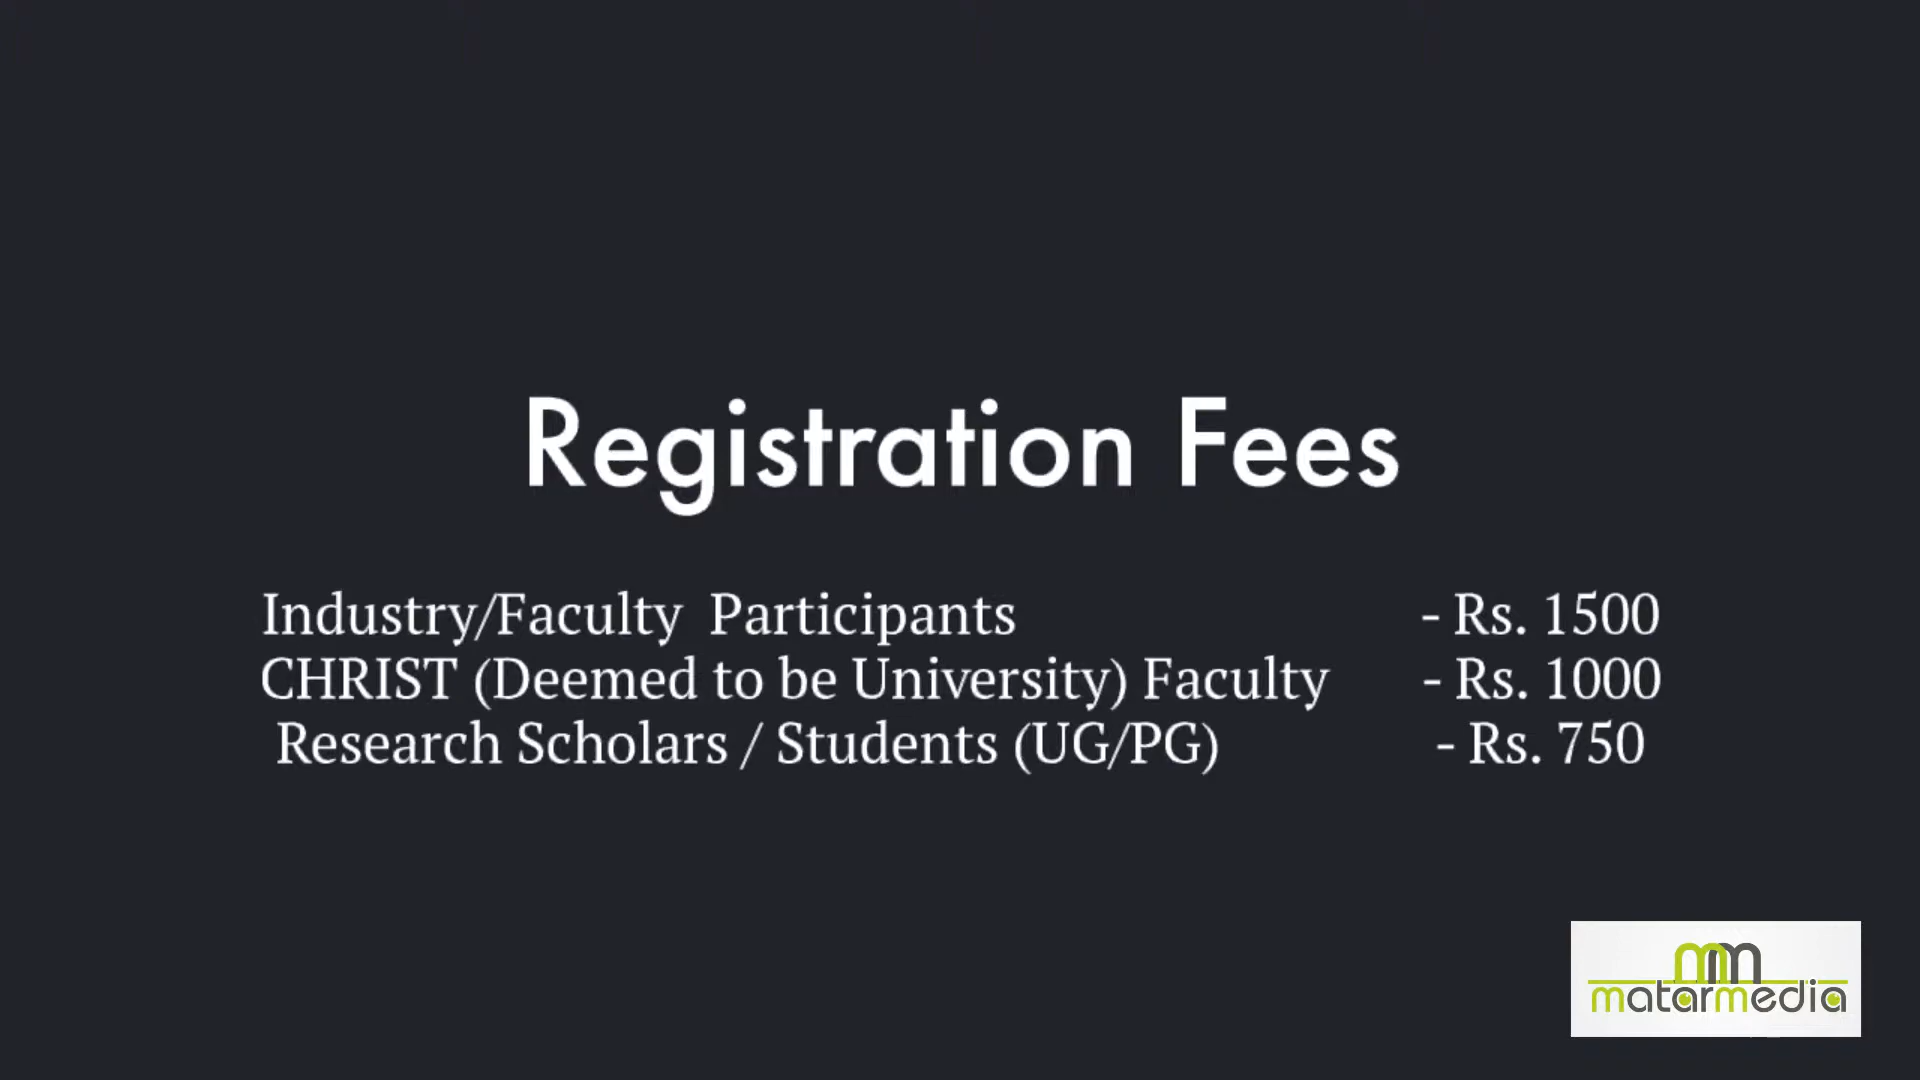 Registration Fees
Industry/Faculty  Participants - Rs. 1500
CHRIST (Deemed to be University) Faculty - Rs. 1000
Research Scholars / Students (UG/PG) - Rs. 750
mm
matarmedia